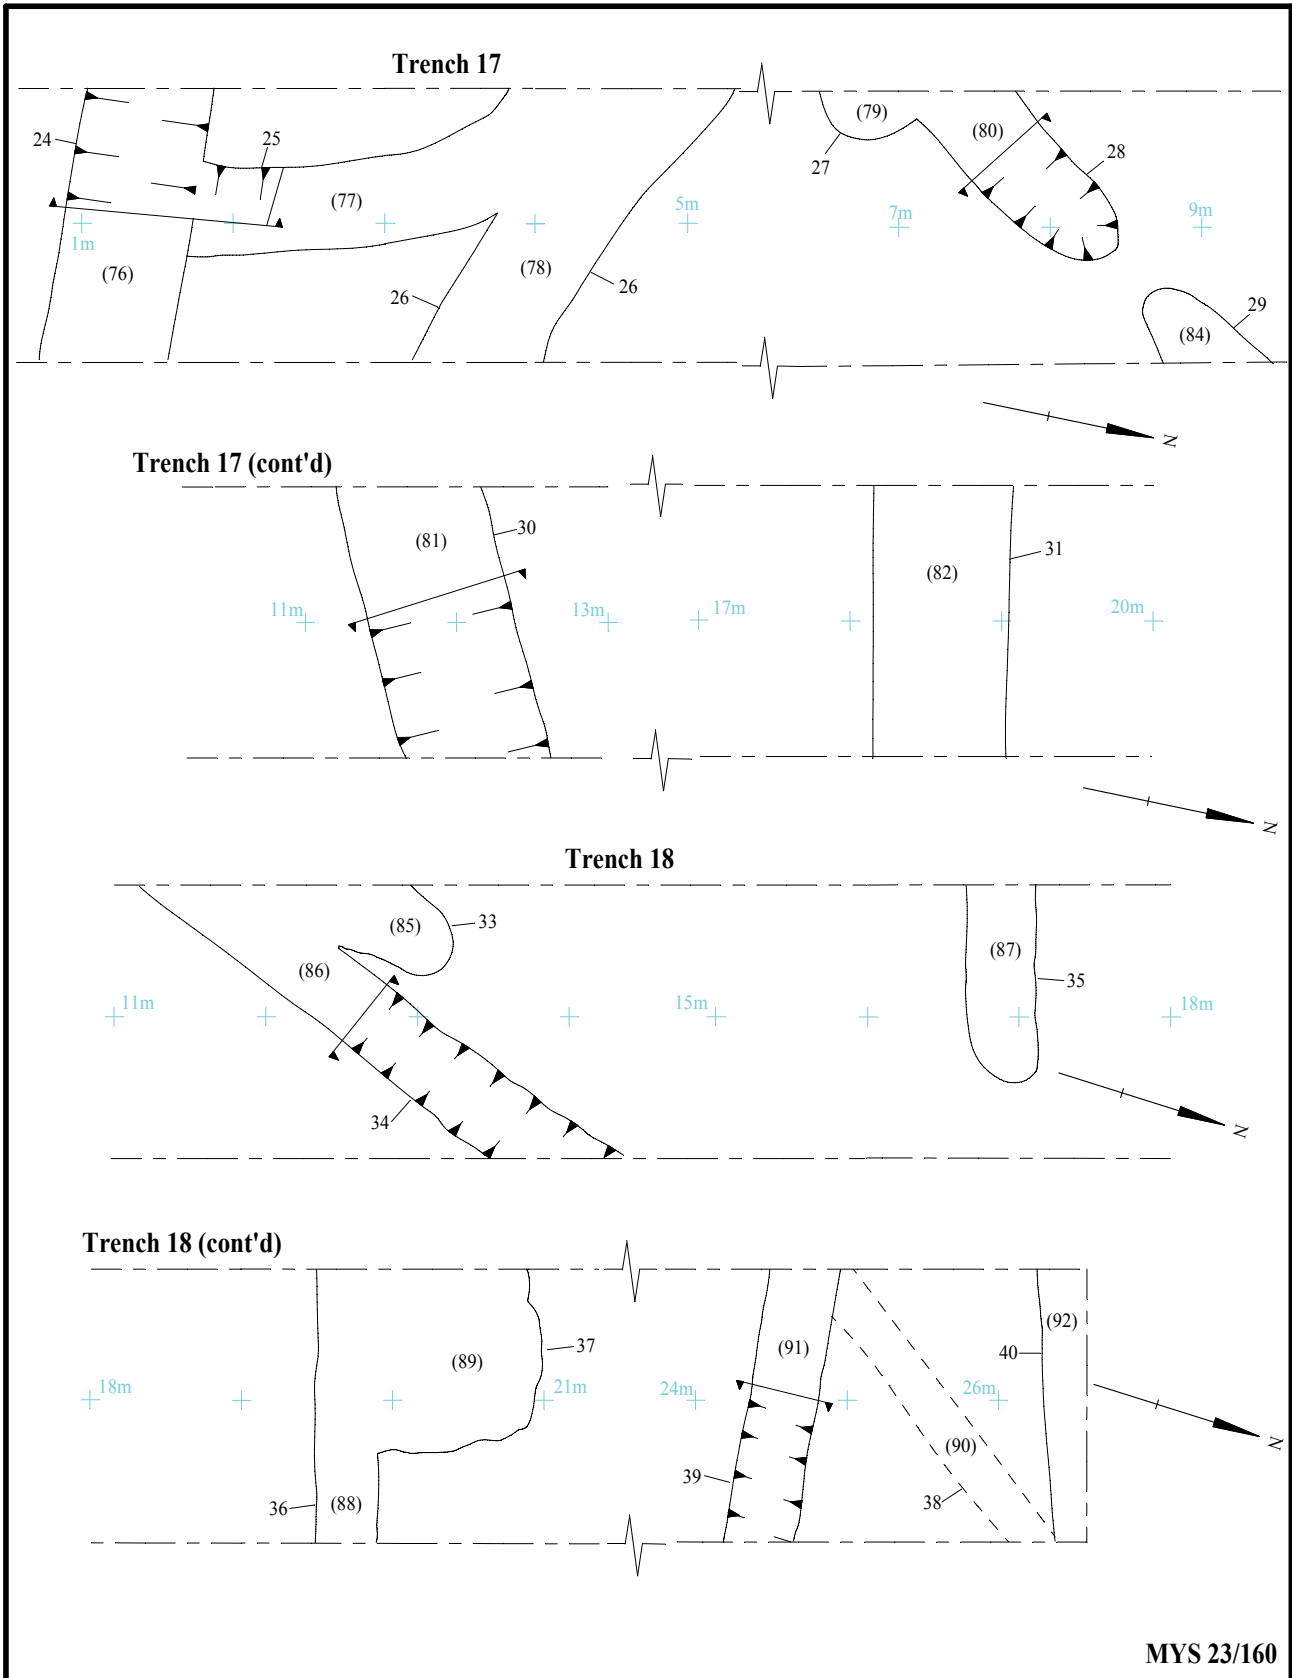 Trench 17
24
25
(79)
(80)
27
28
(77)
1m
5m
7m
9m
(76)
(78)
26
26
29
(84)
N
Trench 17 (cont'd)
(81)
30
(82)
31
11m
13m
17m
20m
N
Trench 18
(85)
33
(86)
(87)
35
11m
15m
18m
34
N
Trench 18 (cont'd)
(89)
37
(91)
(92)
40
18m
21m
24m
26m
N
36
(88)
39
(90)
38
MYS 23/160